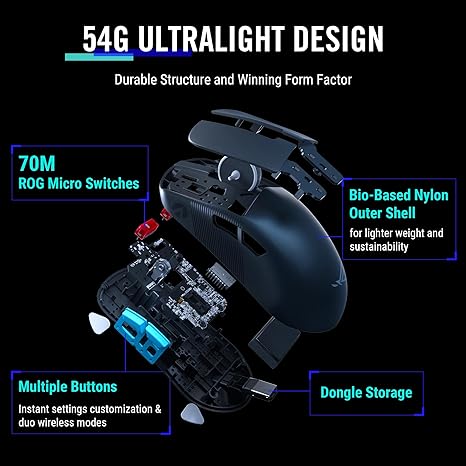 54G ULTRALIGHT DESIGN
Durable Structure and Winning Form Factor
70M
ROG Micro Switches
Bio-Based Nylon
Outer Shell
for lighter weight and
sustainability
Multiple Buttons
Instant settings customization &
duo wireless modes
Dongle Storage